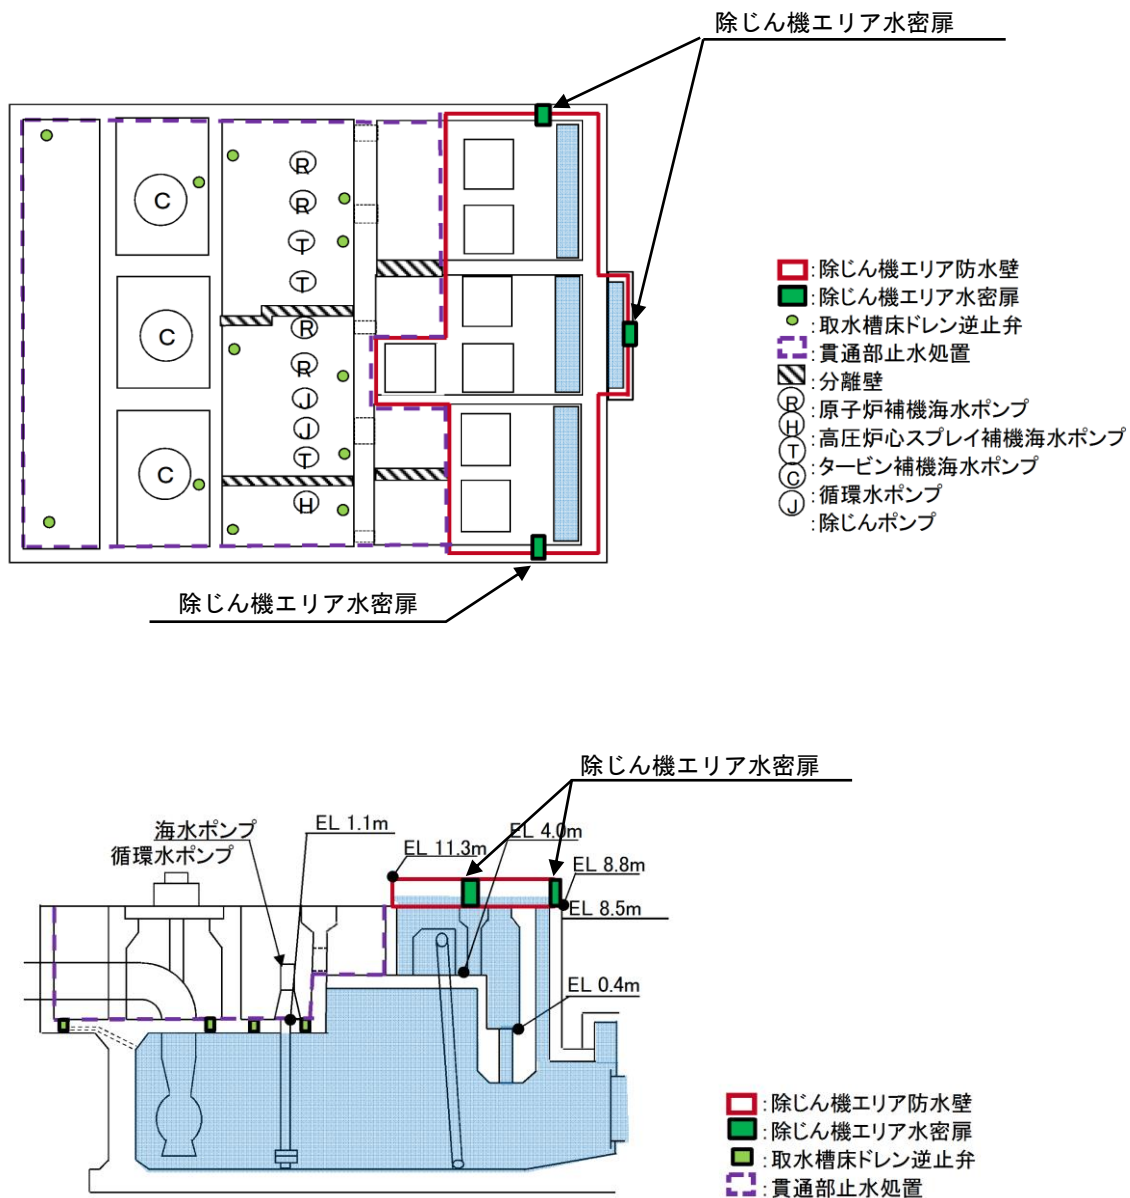 除じん機エリア水密扉
C
C
C
R
R
T
T
R
R
J
J
T
H
:除じん機エリア防水壁
:除じん機エリア水密扉
:取水槽床ドレン逆止弁
:貫通部止水処置
:分離壁
R
:原子炉補機海水ポンプ
H
:高圧炉心スプレイ補機海水ポンプ
T
:タービン補機海水ポンプ
C
:循環水ポンプ
J
:除じんポンプ
除じん機エリア水密扉
除じん機エリア水密扉
海水ポンプ
循環水ポンプ
EL 1.1m
EL 11.3m
EL 4.0m
EL 8.8m
EL 8.5m
EL 0.4m
:除じん機エリア防水壁
:除じん機エリア水密扉
:取水槽床ドレン逆止弁
:貫通部止水処置